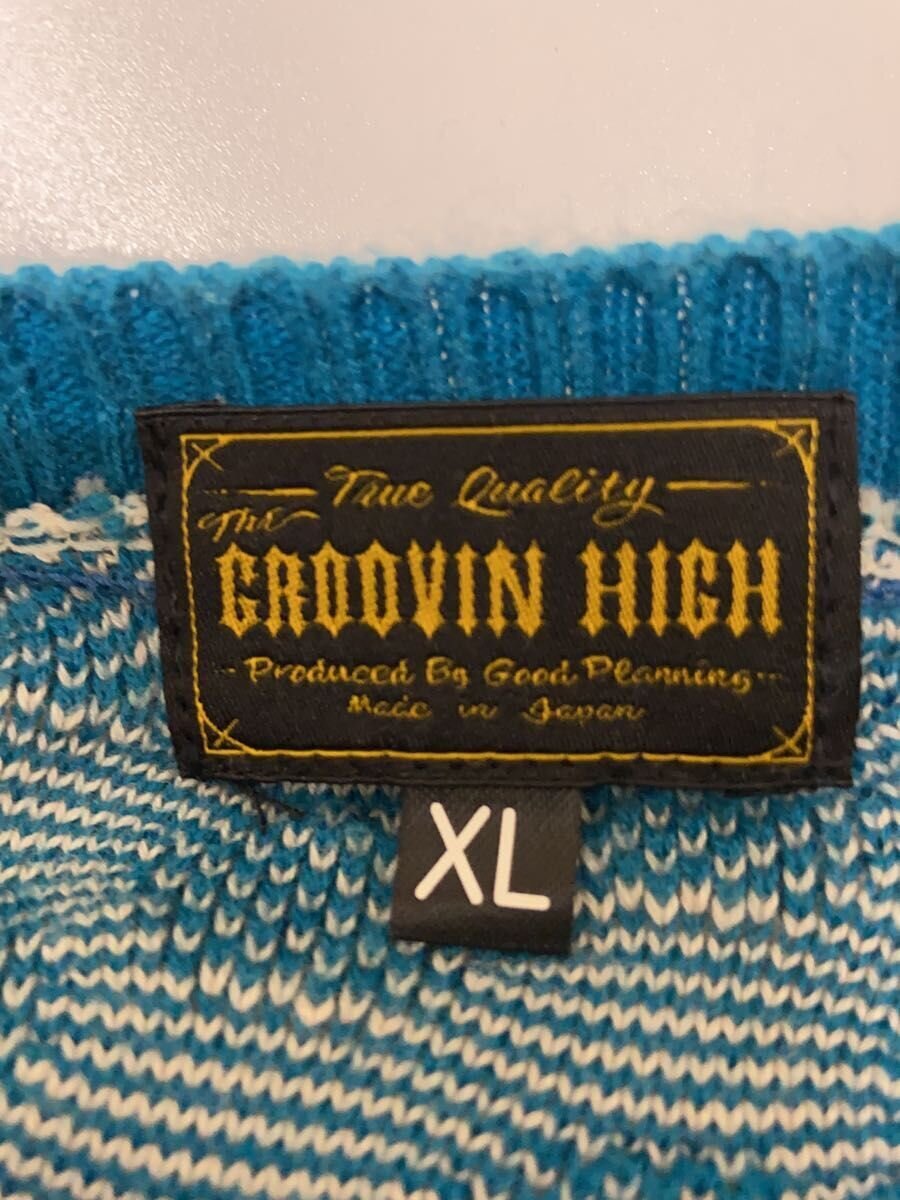 True Quality
The
GROOVIN HIGH
Produced By Good Planning
Made in Japan
XL